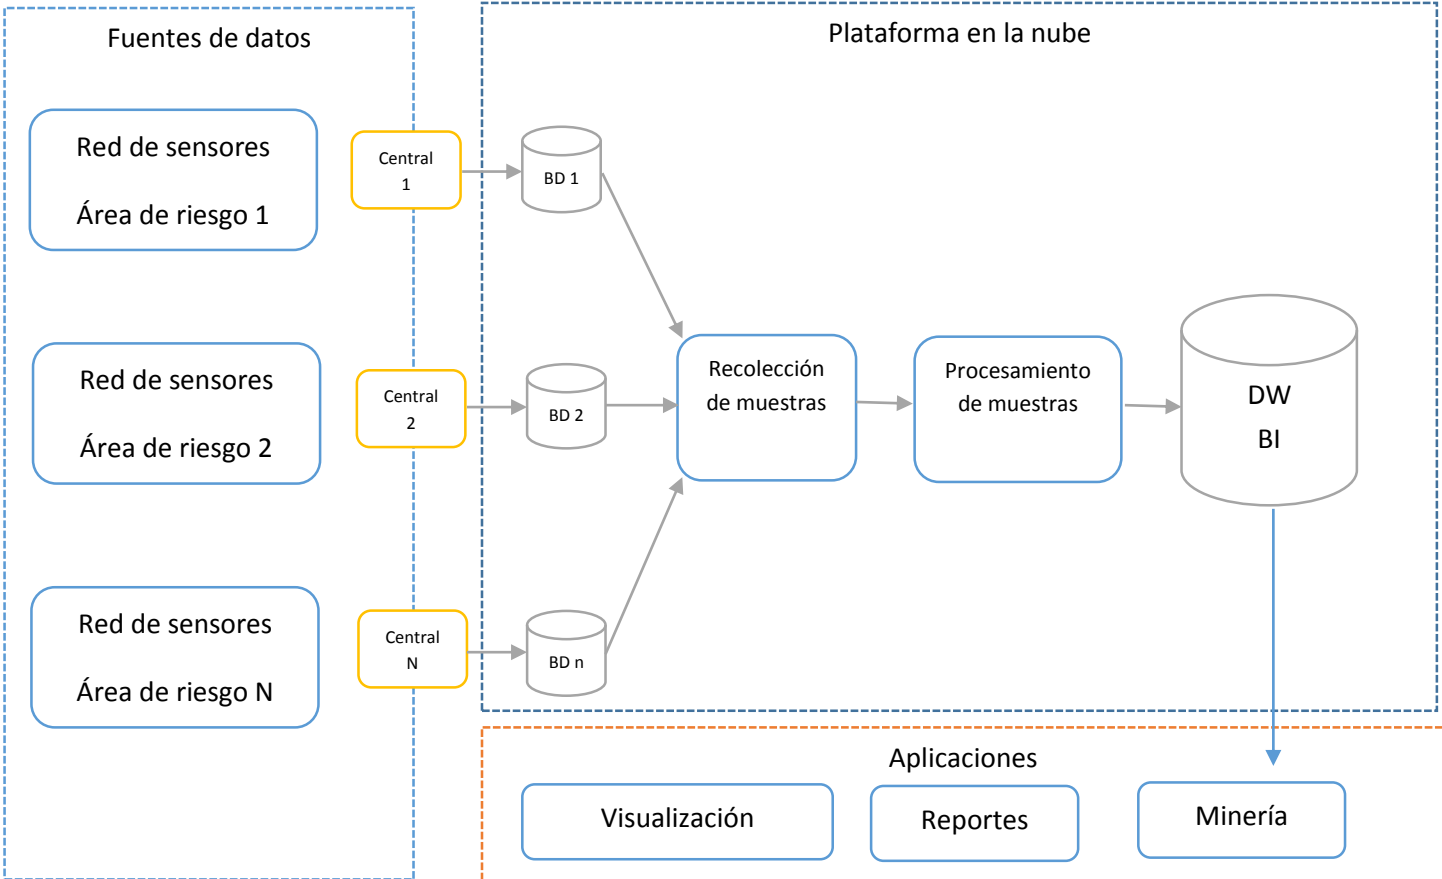 Fuentes de datos
Red de sensores
Área de riesgo 1
Central
1
Red de sensores
Área de riesgo 2
Central
2
Red de sensores
Área de riesgo N
Central
N
Plataforma en la nube
BD 1
BD 2
BD n
Recolección
de muestras
Procesamiento
de muestras
DW
BI
Aplicaciones
Visualización
Reportes
Minería